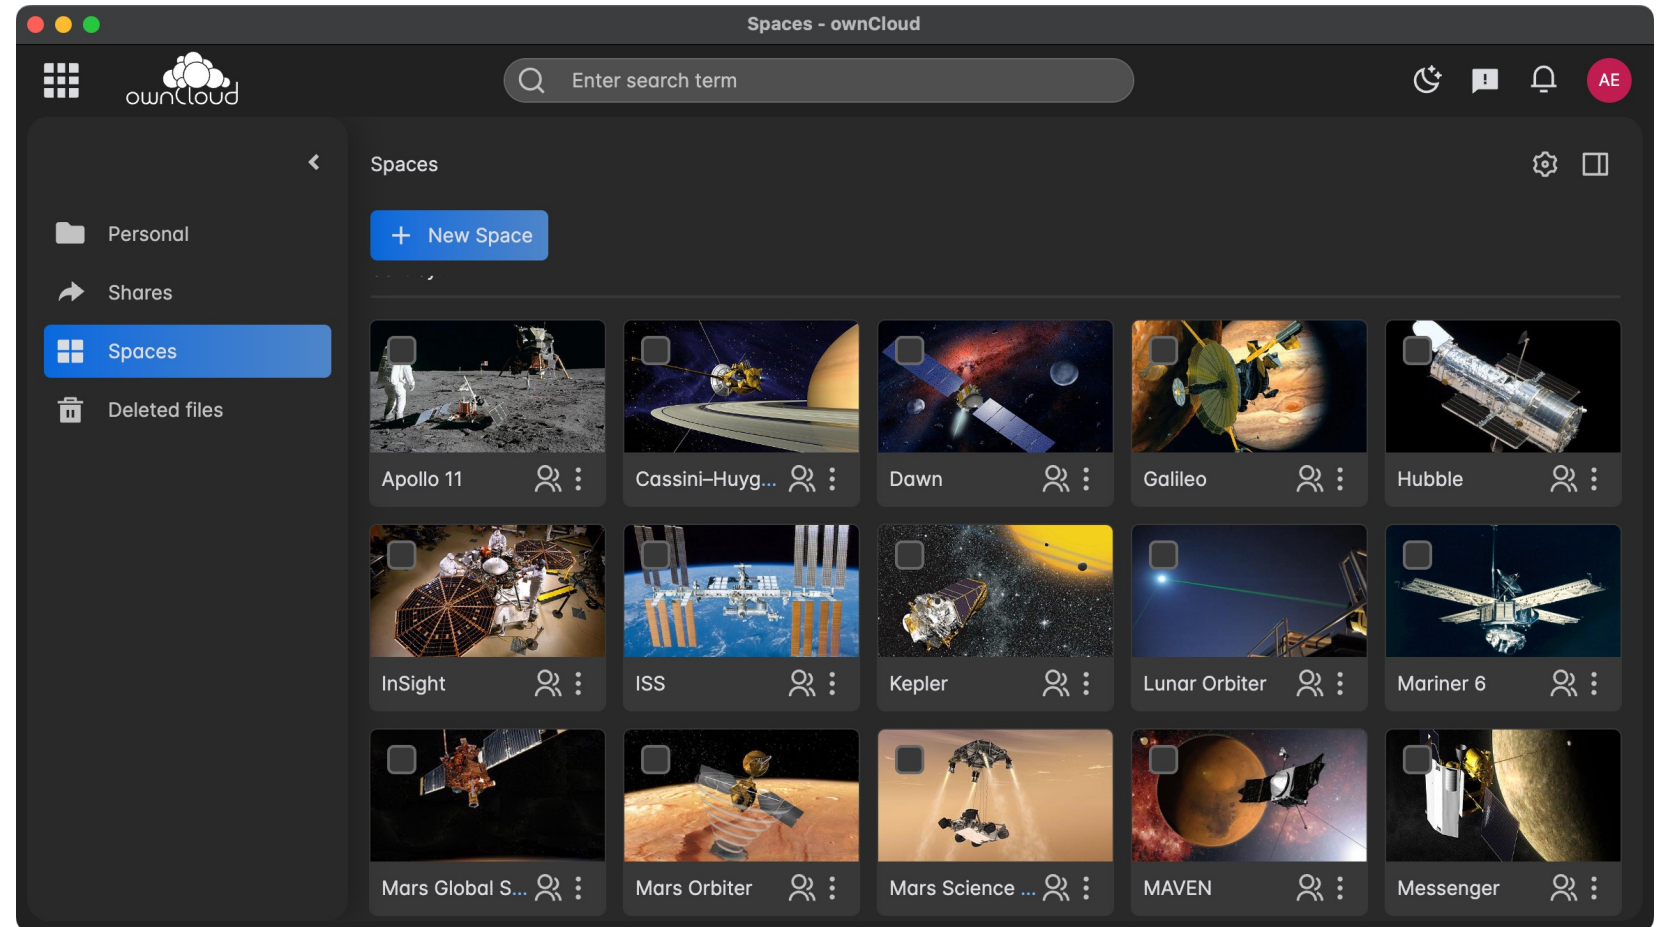 Spaces - ownCloud
ownCloud
Enter search term
AE
Spaces
Personal
New Space
Shares
Spaces
Deleted files
Apollo 11
Cassini–Huyg...
Dawn
Galileo
Hubble
InSight
ISS
Kepler
Lunar Orbiter
Mariner 6
Mars Global S...
Mars Orbiter
Mars Science ...
MAVEN
Messenger